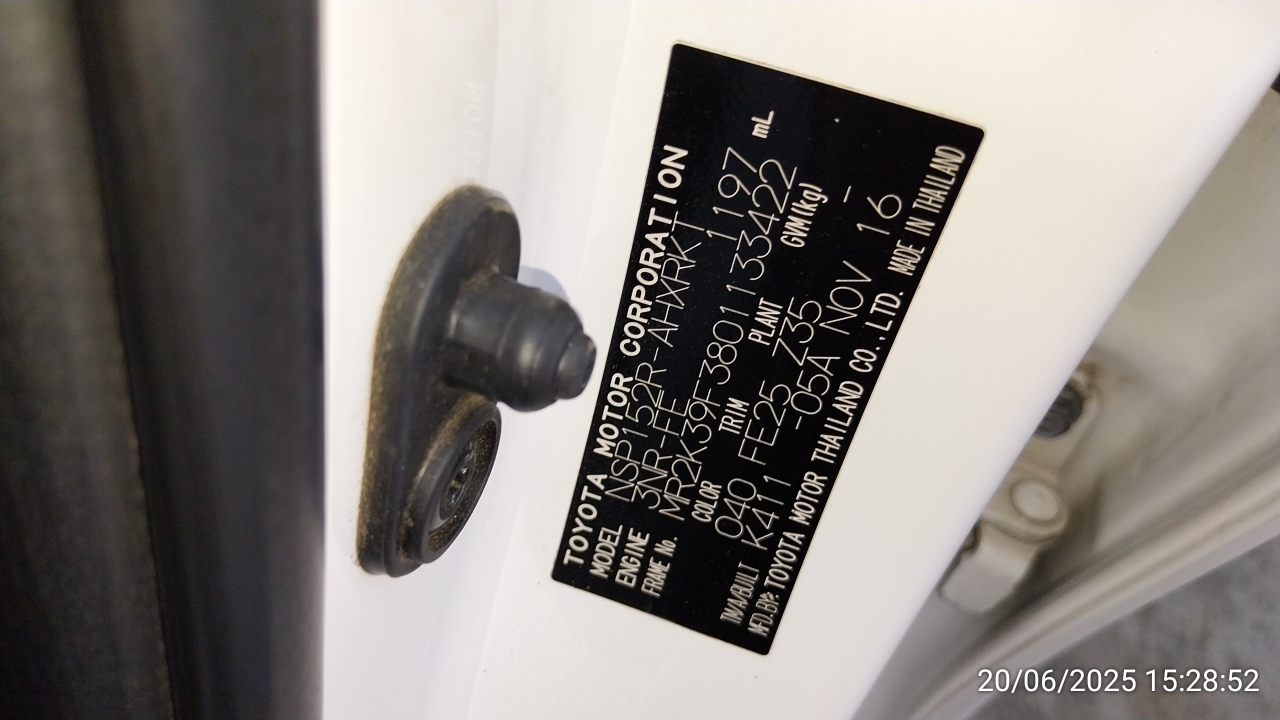 TOYOTA MOTOR CORPORATION
MODEL NSP152R-AHXRKT
ENGINE 3NR-FE 1197 mL
FRAME No. MR2K39F3801133422
COLOR TRIM PLANT GVM(kg)
040 FE25 Z35 -
TM/A/BUILT K411 -05A NOV 16
MFD.BY: TOYOTA MOTOR THAILAND CO.,LTD. MADE IN THAILAND
20/06/2025 15:28:52